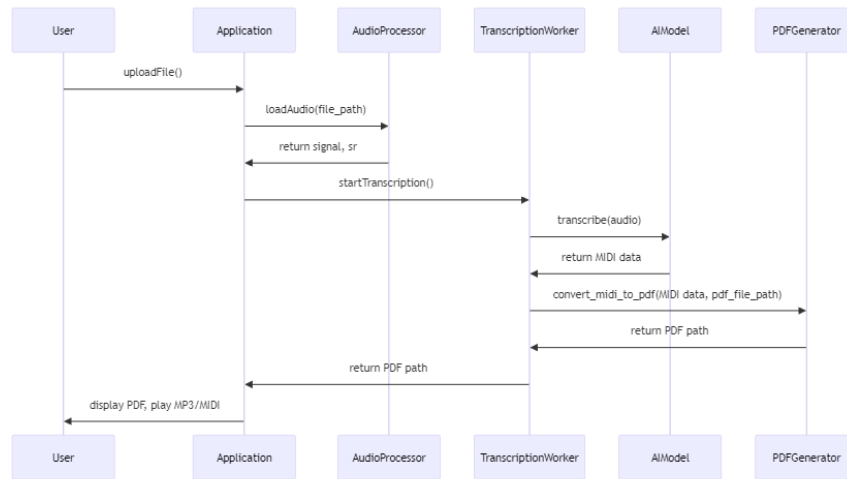 User Application AudioProcessor TranscriptionWorker AIModel PDFGenerator
uploadFile()
loadAudio(file_path)
return signal, sr
startTranscription()
transcribe(audio)
return MIDI data
convert_midi_to_pdf(MIDI data, pdf_file_path)
return PDF path
return PDF path
display PDF, play MP3/MIDI
User Application AudioProcessor TranscriptionWorker AIModel PDFGenerator